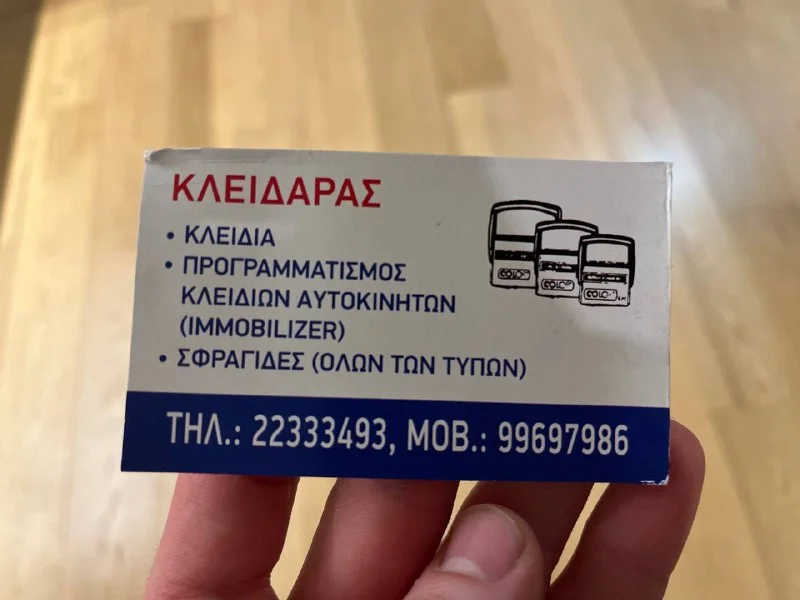 ΚΛΕΙΔΑΡΑΣ
• ΚΛΕΙΔΙΑ
• ΠΡΟΓΡΑΜΜΑΤΙΣΜΟΣ
ΚΛΕΙΔΙΩΝ ΑΥΤΟΚΙΝΗΤΩΝ
(IMMOBILIZER)
• ΣΦΡΑΓΙΔΕΣ (ΟΛΩΝ ΤΩΝ ΤΥΠΩΝ)
ΤΗΛ.: 22333493, ΜΟΒ.: 99697986